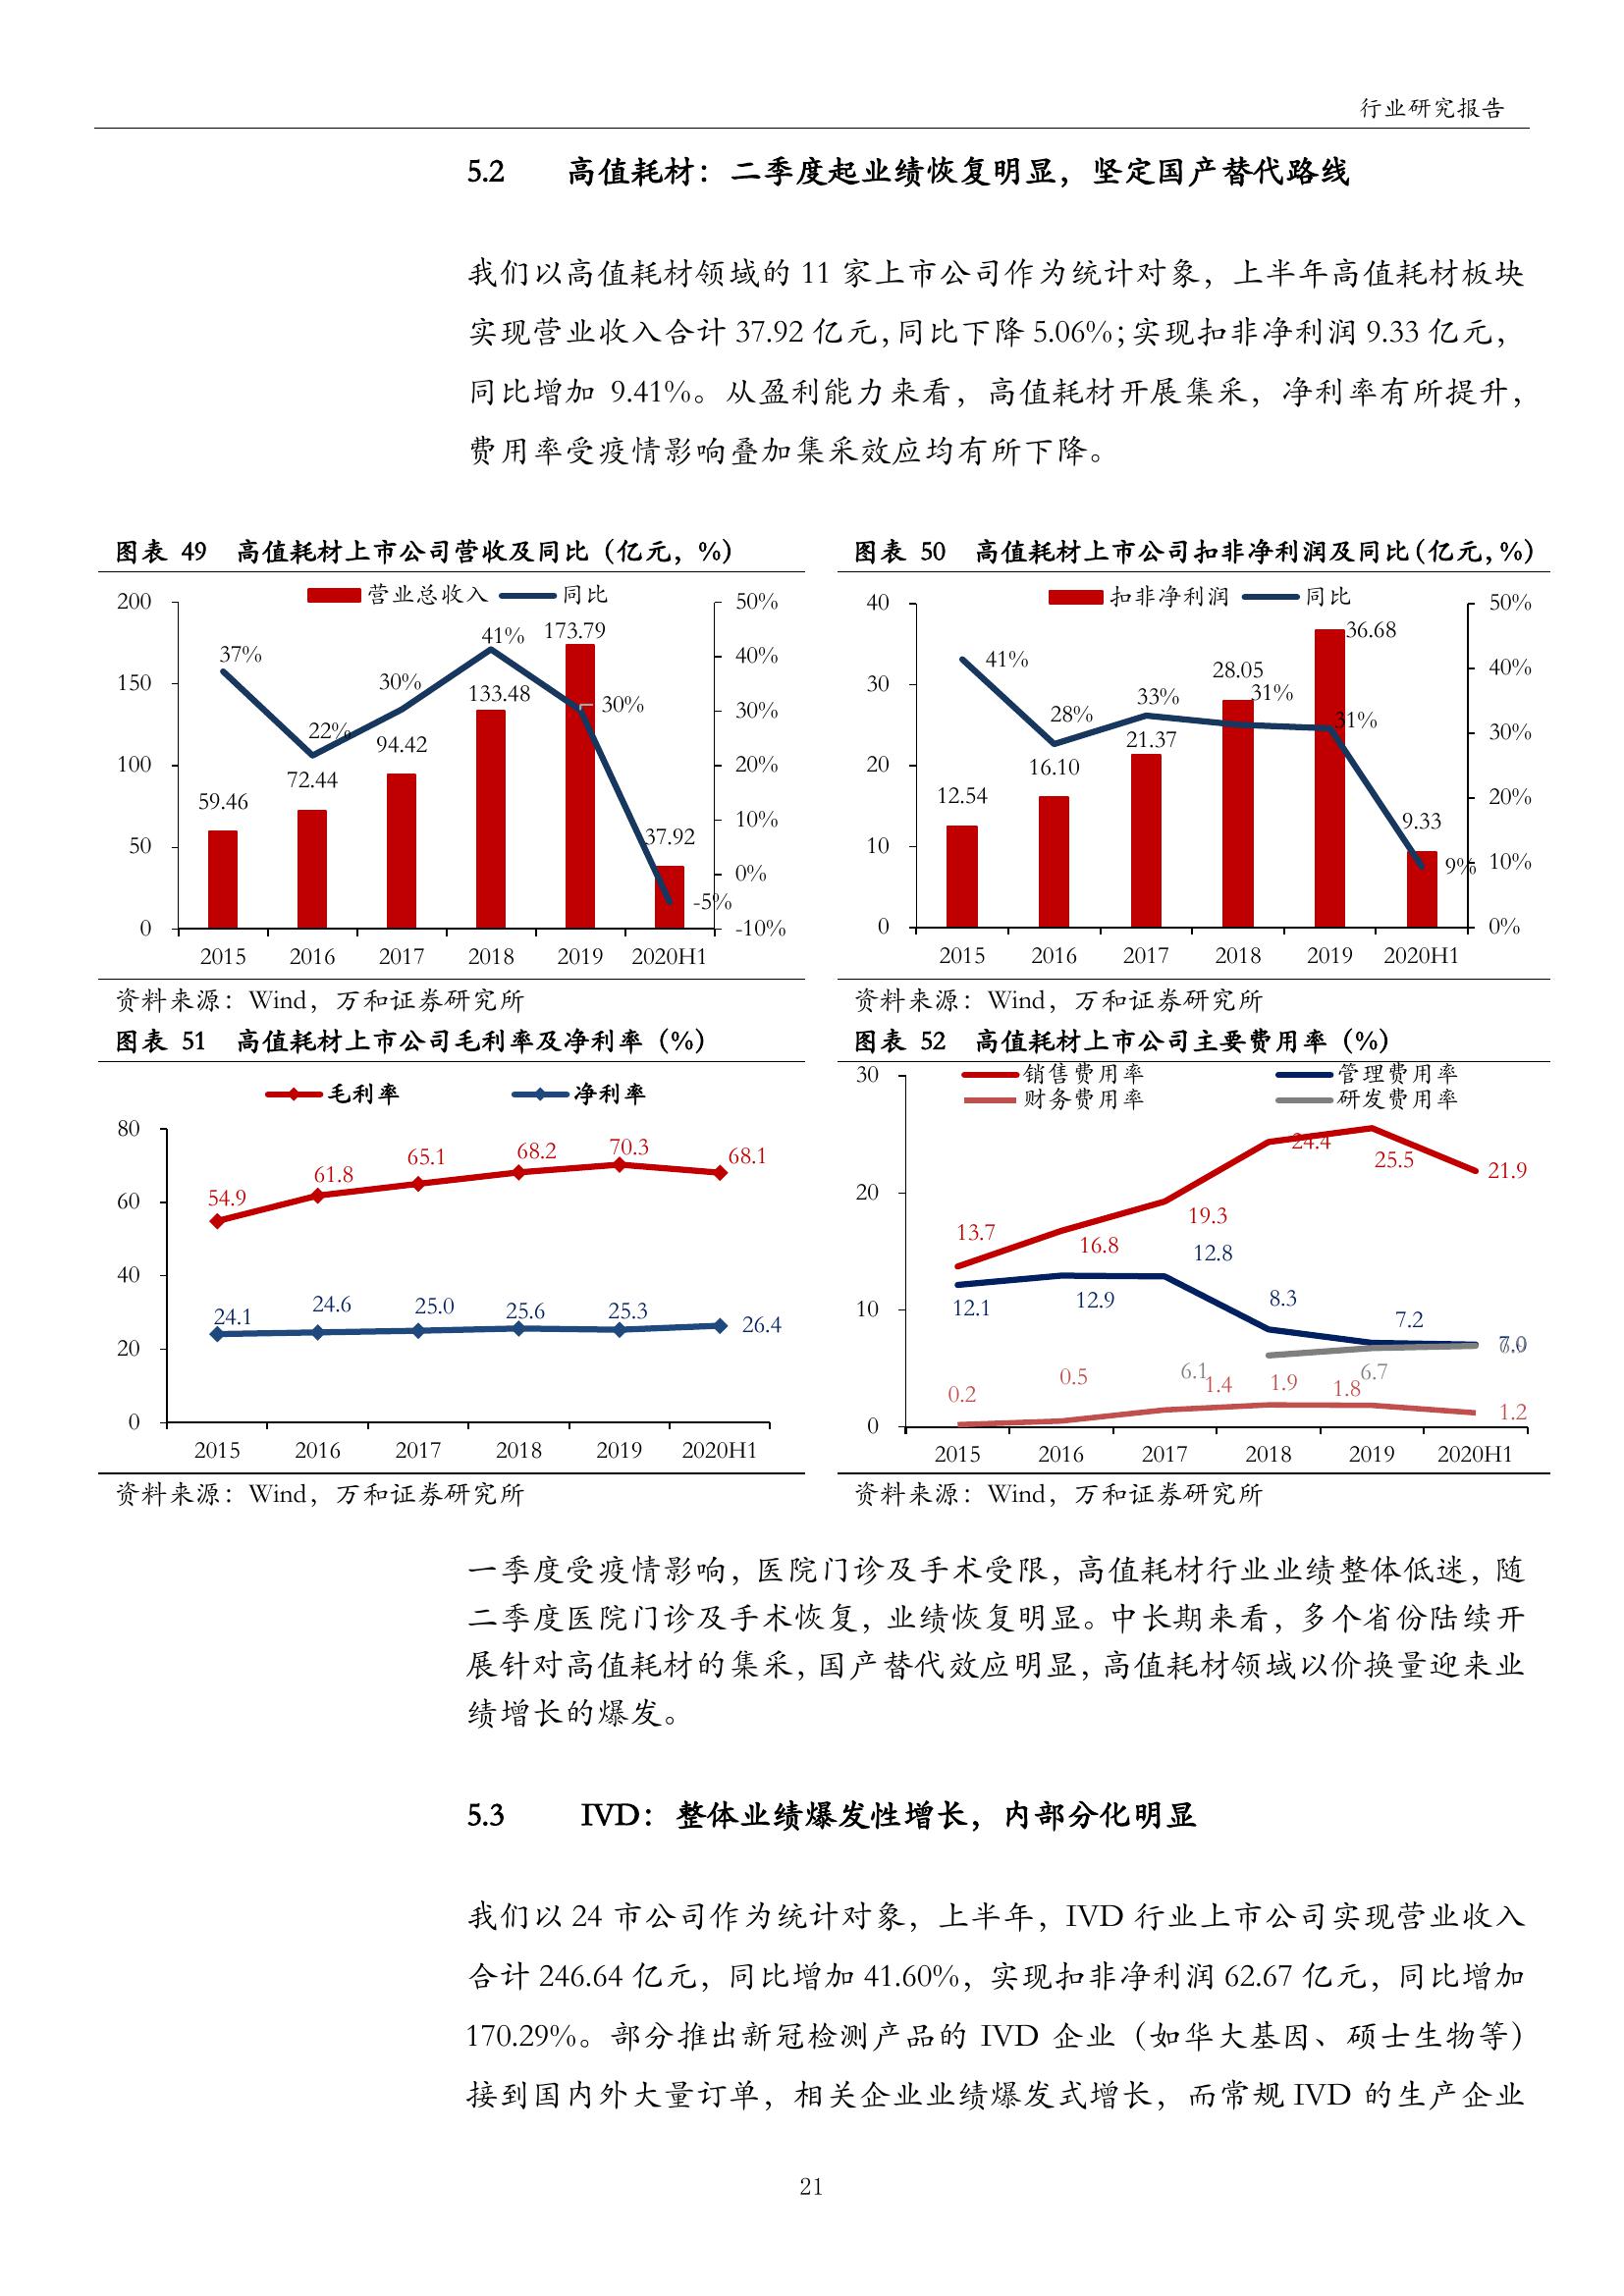 行业研究报告
5.2 高值耗材：二季度起业绩恢复明显，坚定国产替代路线
我们以高值耗材领域的 11 家上市公司作为统计对象，上半年高值耗材板块
实现营业收入合计 37.92 亿元，同比下降 5.06%；实现扣非净利润 9.33 亿元，
同比增加 9.41%。从盈利能力来看，高值耗材开展集采，净利率有所提升，
费用率受疫情影响叠加集采效应均有所下降。
图表 49 高值耗材上市公司营收及同比（亿元，%）
营业总收入 同比
200
150
100
50
0
50%
40%
30%
20%
10%
0%
-10%
37%
22%
30%
41%
30%
-5%
59.46
72.44
94.42
133.48
173.79
37.92
2015 2016 2017 2018 2019 2020H1
资料来源：Wind，万和证券研究所
图表 50 高值耗材上市公司扣非净利润及同比（亿元，%）
扣非净利润 同比
40
30
20
10
0
50%
40%
30%
20%
10%
0%
41%
28%
33%
31%
31%
9%
12.54
16.10
21.37
28.05
36.68
9.33
2015 2016 2017 2018 2019 2020H1
资料来源：Wind，万和证券研究所
图表 51 高值耗材上市公司毛利率及净利率（%）
毛利率 净利率
80
60
40
20
0
54.9 61.8 65.1 68.2 70.3 68.1
24.1 24.6 25.0 25.6 25.3 26.4
2015 2016 2017 2018 2019 2020H1
资料来源：Wind，万和证券研究所
图表 52 高值耗材上市公司主要费用率（%）
销售费用率 管理费用率
财务费用率 研发费用率
30
20
10
0
13.7 16.8 19.3 24.4 25.5 21.9
12.1 12.9 12.8 8.3 7.2 7.0
6.1 6.7
0.2 0.5 1.4 1.9 1.8 1.2
2015 2016 2017 2018 2019 2020H1
资料来源：Wind，万和证券研究所
一季度受疫情影响，医院门诊及手术受限，高值耗材行业业绩整体低迷，随
二季度医院门诊及手术恢复，业绩恢复明显。中长期来看，多个省份陆续开
展针对高值耗材的集采，国产替代效应明显，高值耗材领域以价换量迎来业
绩增长的爆发。
5.3 IVD：整体业绩爆发性增长，内部分化明显
我们以 24 市公司作为统计对象，上半年，IVD 行业上市公司实现营业收入
合计 246.64 亿元，同比增加 41.60%，实现扣非净利润 62.67 亿元，同比增加
170.29%。部分推出新冠检测产品的 IVD 企业（如华大基因、硕士生物等）
接到国内外大量订单，相关企业业绩爆发式增长，而常规 IVD 的生产企业
21